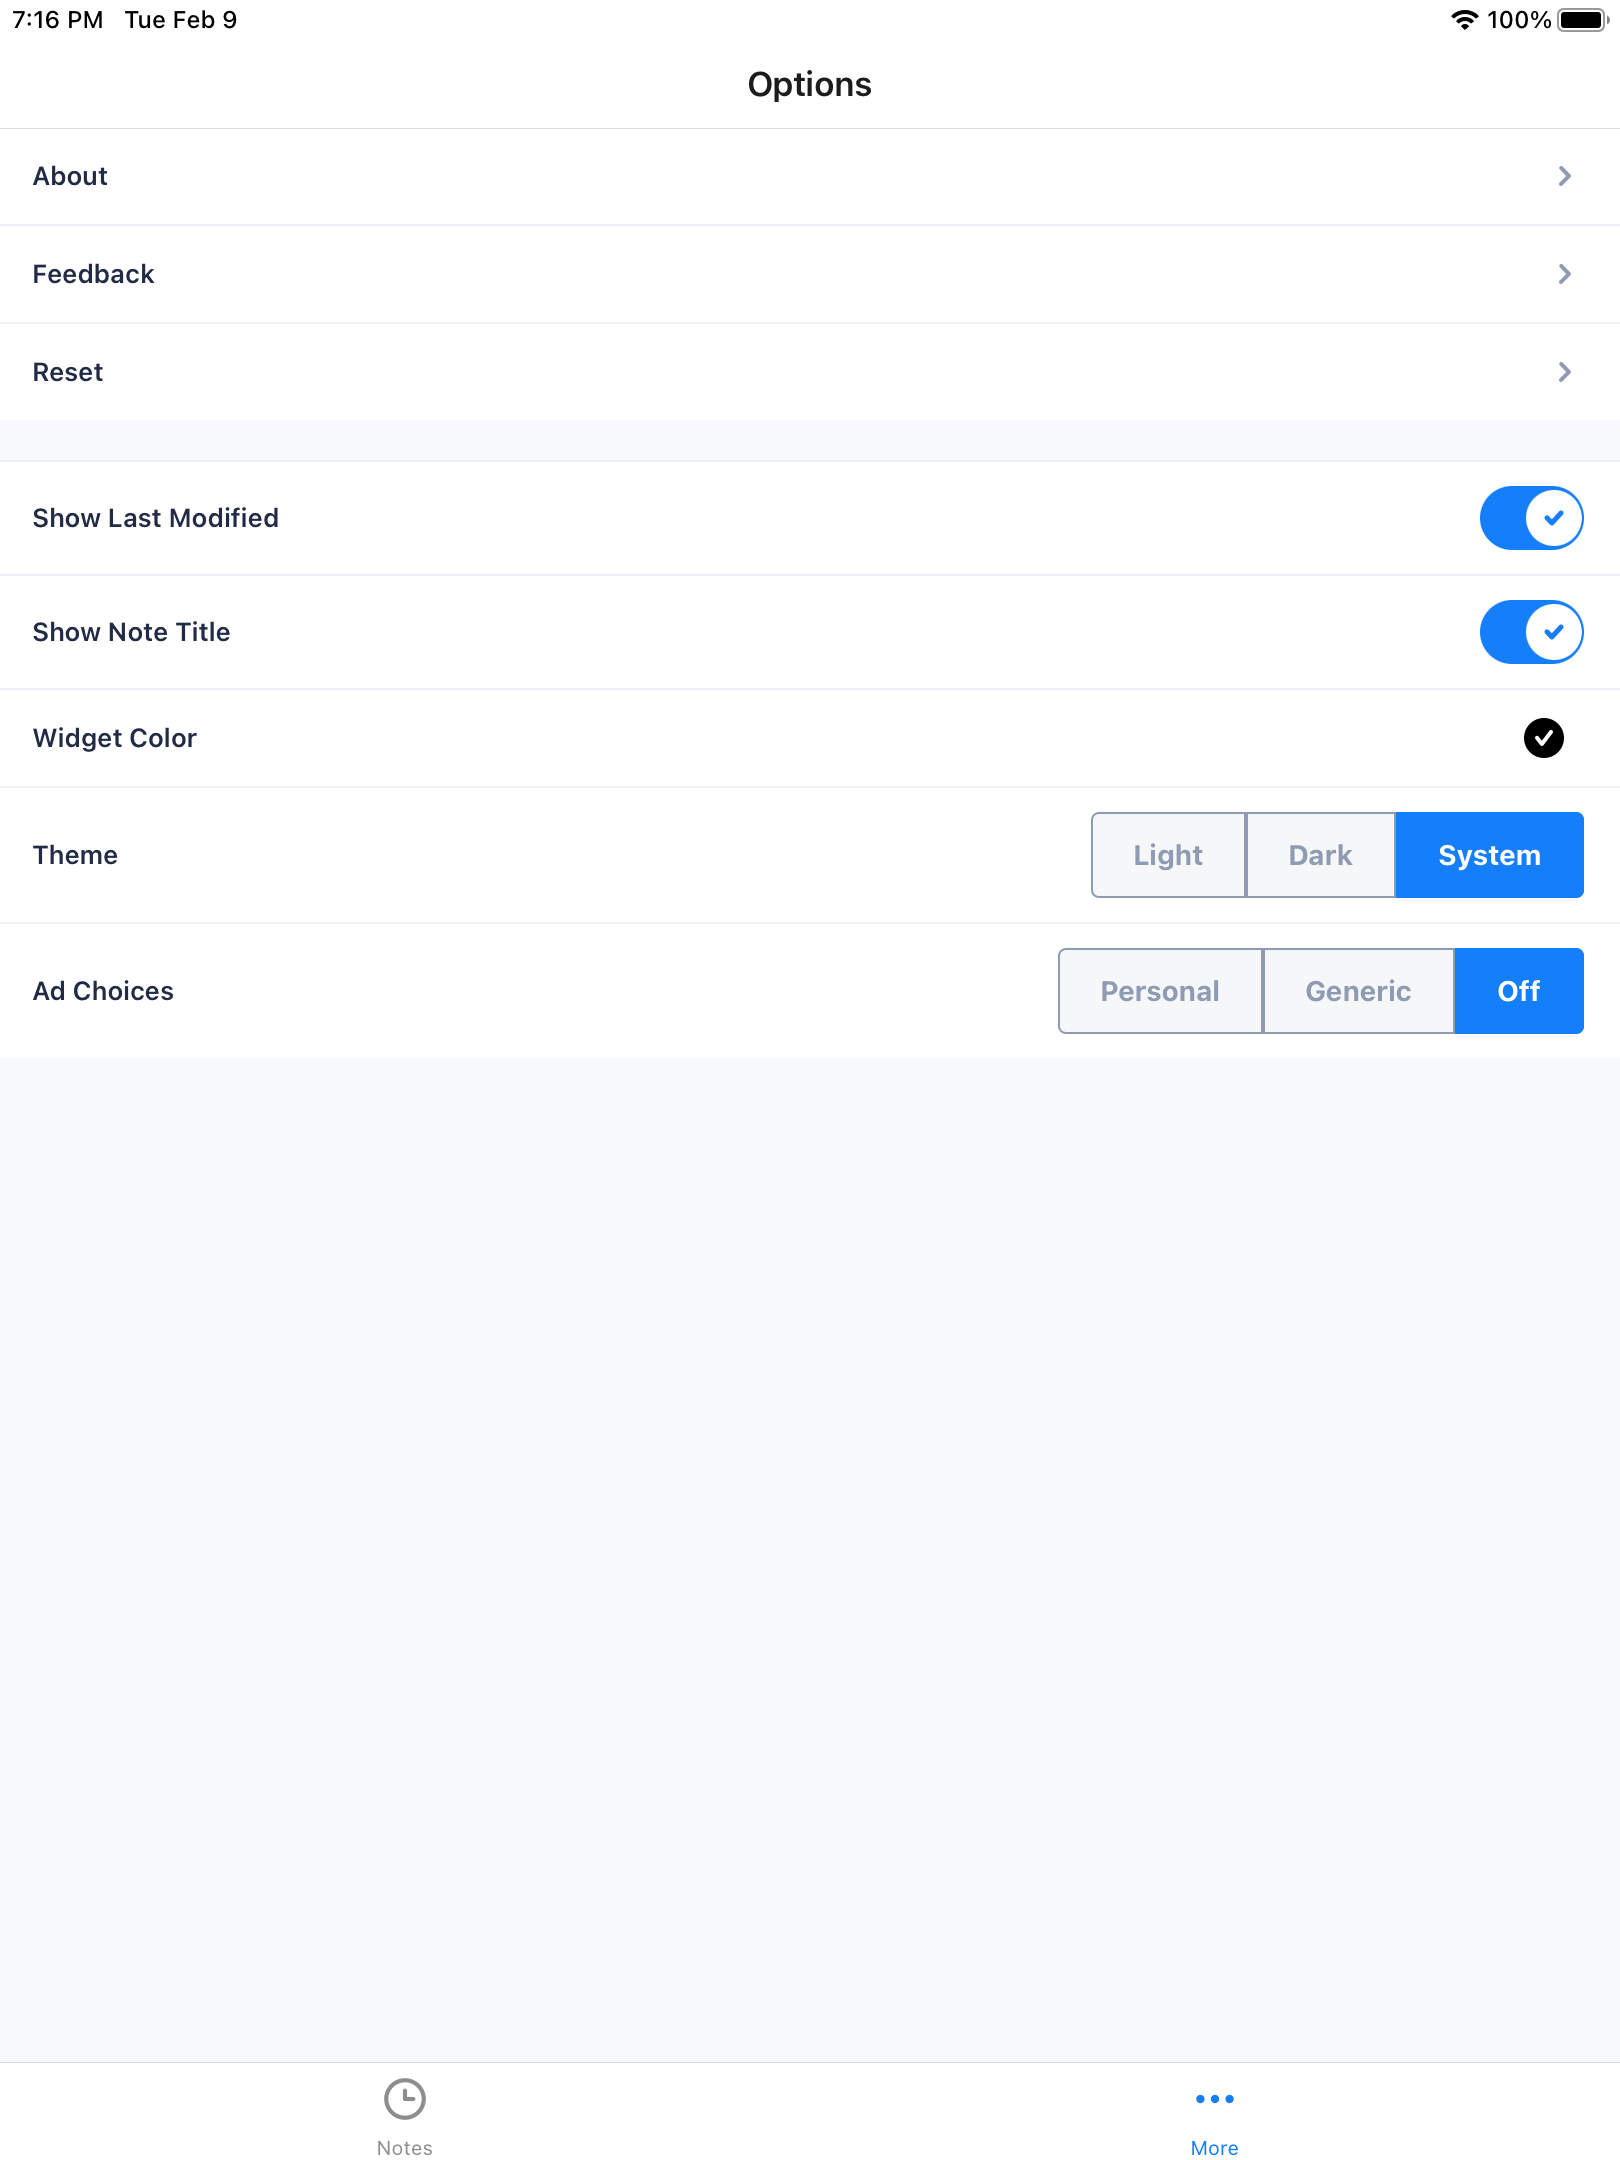 7:16 PM Tue Feb 9 100%
Options
About
Feedback
Reset
Show Last Modified
Show Note Title
Widget Color
Theme Light Dark System
Ad Choices Personal Generic Off
Notes More